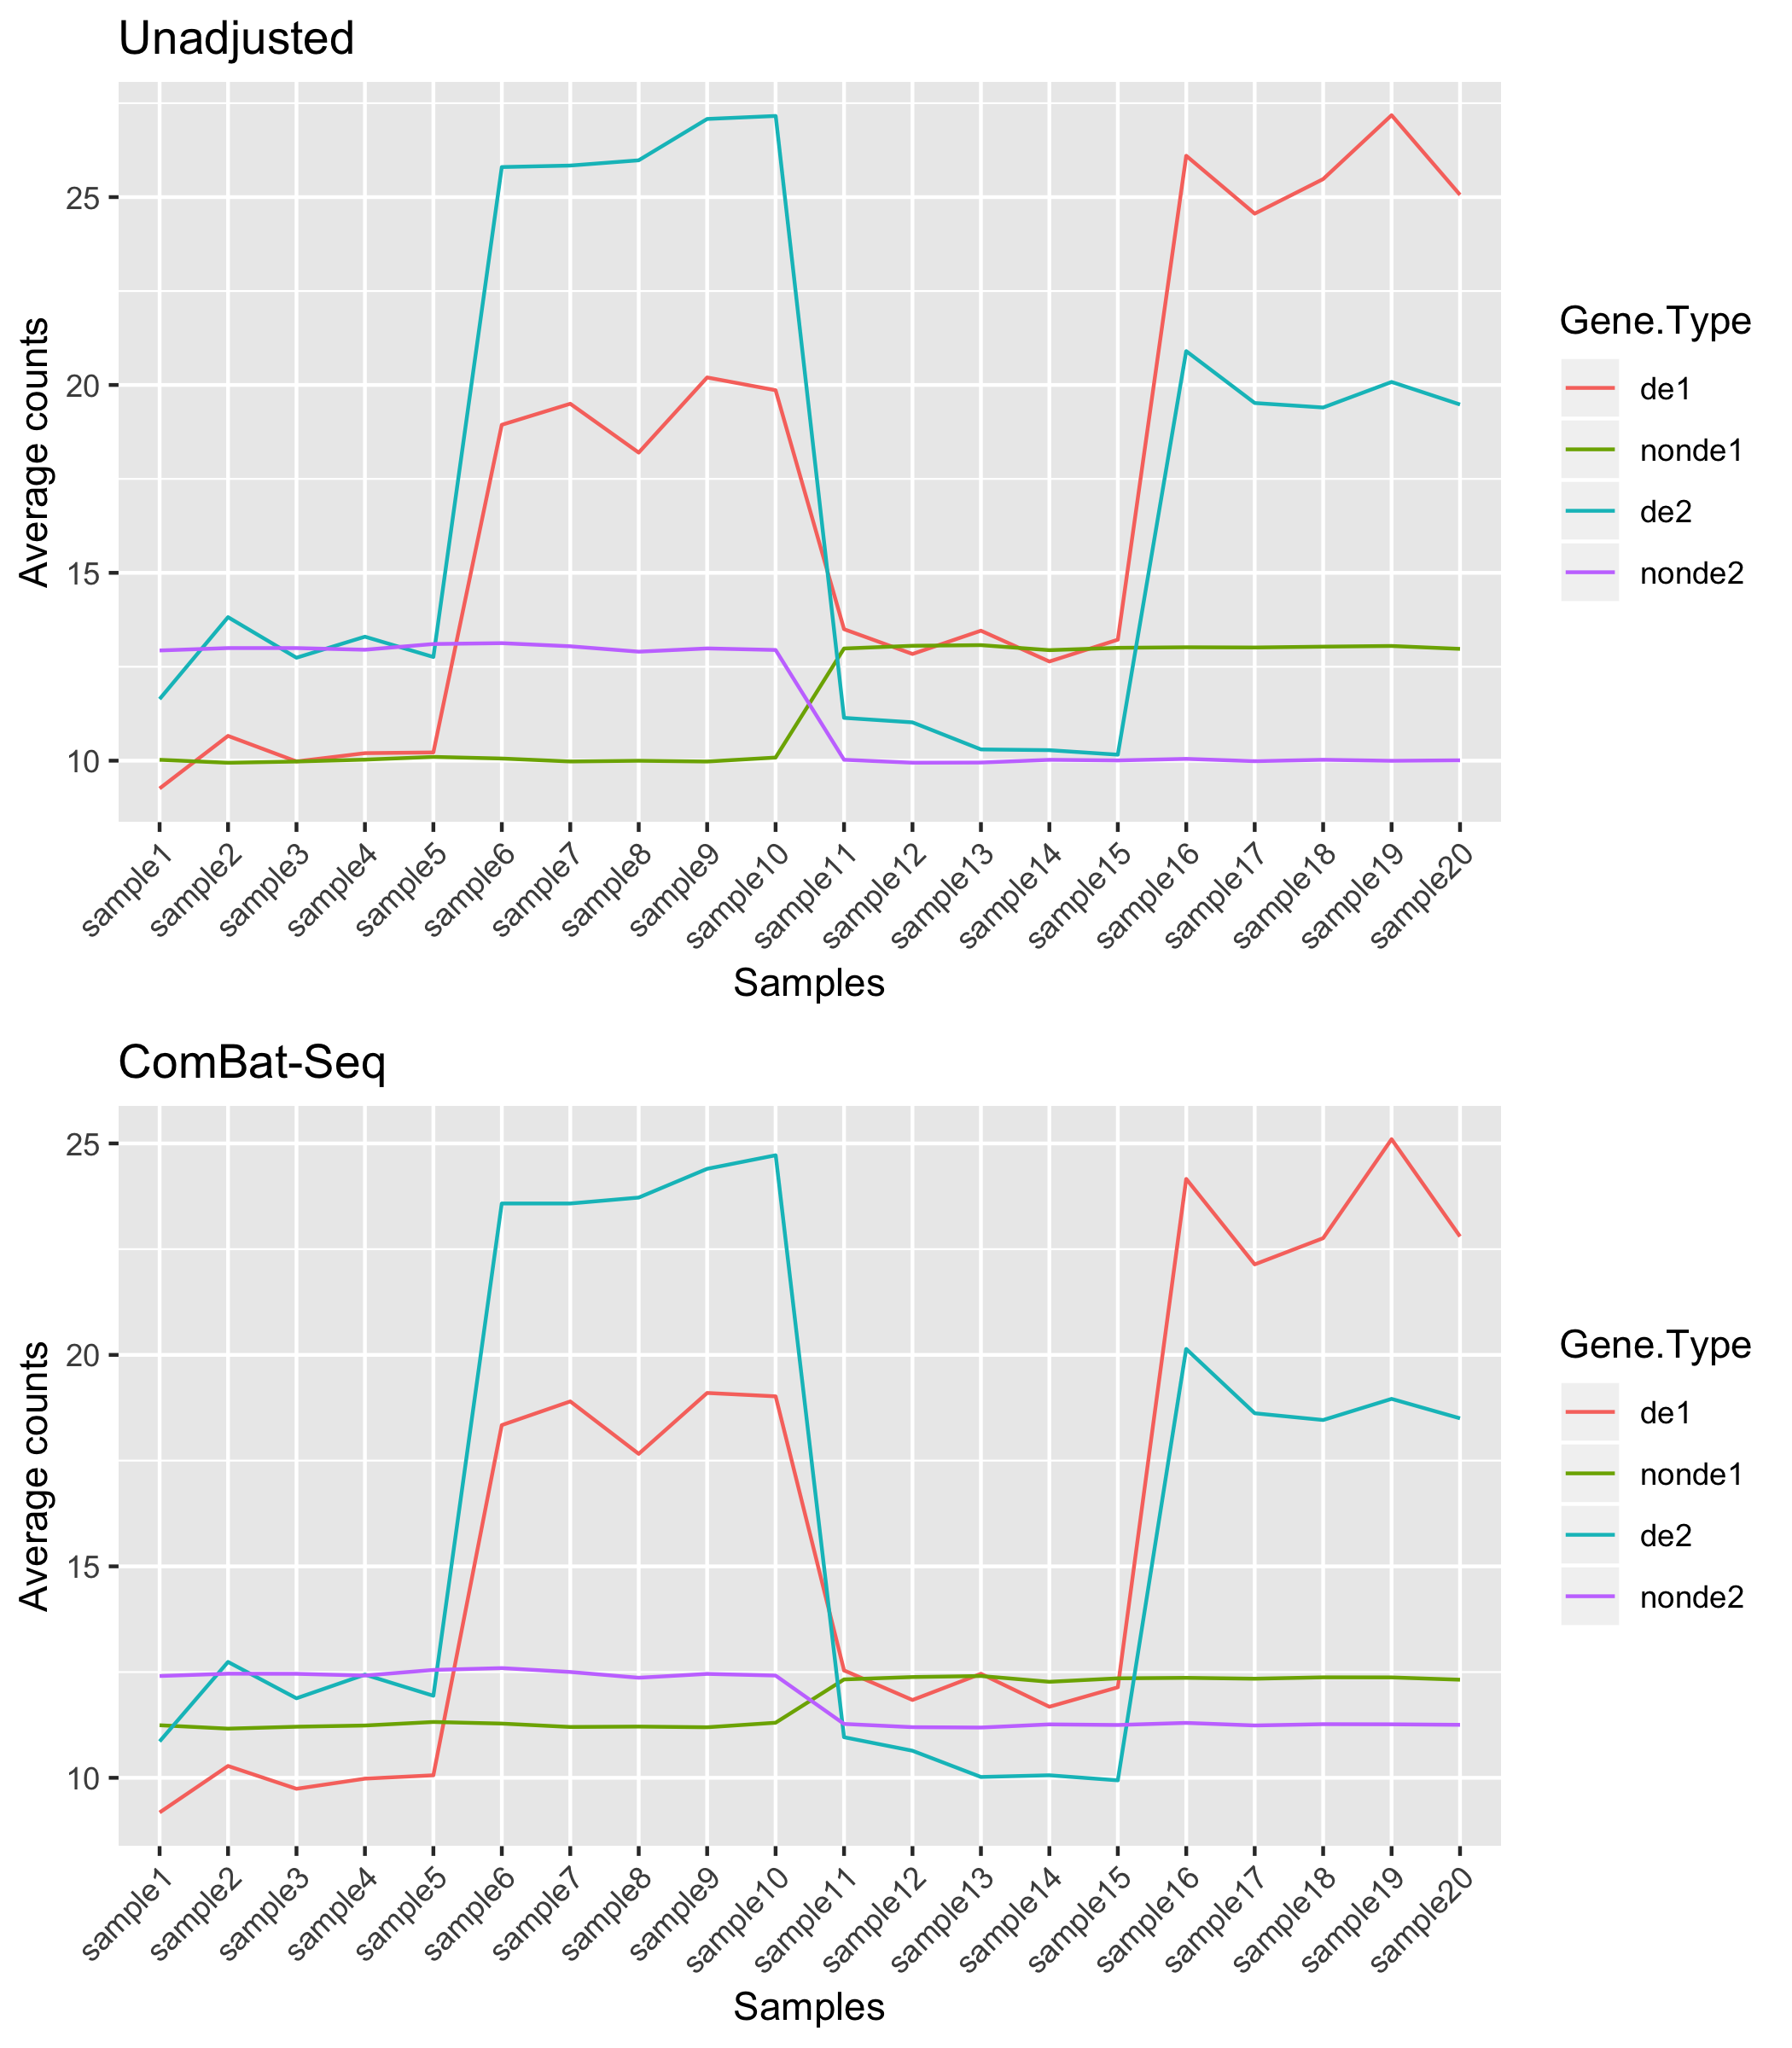 Unadjusted
Average counts
25
20
15
10
sample1
sample2
sample3
sample4
sample5
sample6
sample7
sample8
sample9
sample10
sample11
sample12
sample13
sample14
sample15
sample16
sample17
sample18
sample19
sample20
Samples
Gene.Type
de1
nonde1
de2
nonde2
ComBat-Seq
Average counts
25
20
15
10
sample1
sample2
sample3
sample4
sample5
sample6
sample7
sample8
sample9
sample10
sample11
sample12
sample13
sample14
sample15
sample16
sample17
sample18
sample19
sample20
Samples
Gene.Type
de1
nonde1
de2
nonde2